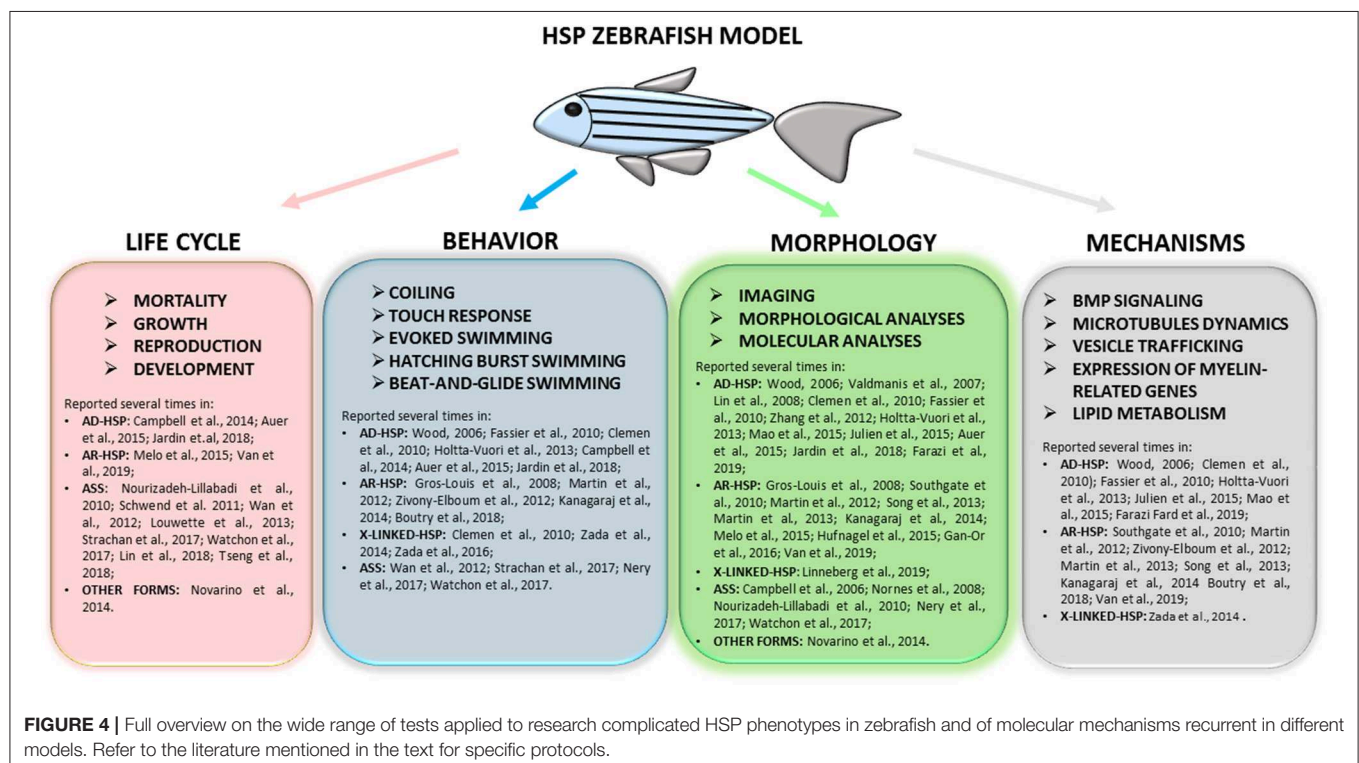 HSP ZEBRAFISH MODEL
LIFE CYCLE
➢ MORTALITY
➢ GROWTH
➢ REPRODUCTION
➢ DEVELOPMENT
Reported several times in:
• AD-HSP: Campbell et al., 2014; Auer
et al., 2015; Jardin et.al, 2018;
• AR-HSP: Melo et al., 2015; Van et
al., 2019;
• ASS: Nourizadeh-Lillabadi et al.,
2010; Schwend et al. 2011; Wan et
al., 2012; Louwette et al., 2013;
Strachan et al., 2017; Watchon et al.,
2017; Lin et al., 2018; Tseng et al.,
2018;
• OTHER FORMS: Novarino et al.,
2014.
BEHAVIOR
➢ COILING
➢ TOUCH RESPONSE
➢ EVOKED SWIMMING
➢ HATCHING BURST SWIMMING
➢ BEAT-AND-GLIDE SWIMMING
Reported several times in:
• AD-HSP: Wood, 2006; Fassier et al., 2010; Clemen
et al., 2010; Holtta-Vuori et al., 2013; Campbell et
al., 2014; Auer et al., 2015; Jardin et al., 2018;
• AR-HSP: Gros-Louis et al., 2008; Martin et al.,
2012; Zivony-Elboum et al., 2012; Kanagaraj et al.,
2014; Boutry et al., 2018;
• X-LINKED-HSP: Clemen et al., 2010; Zada et al.,
2014; Zada et al., 2016;
• ASS: Wan et al., 2012; Strachan et al., 2017; Nery
et al., 2017; Watchon et al., 2017.
MORPHOLOGY
➢ IMAGING
➢ MORPHOLOGICAL ANALYSES
➢ MOLECULAR ANALYSES
Reported several times in:
• AD-HSP: Wood, 2006; Valdmanis et al., 2007;
Lin et al., 2008; Clemen et al., 2010; Fassier et
al., 2010; Zhang et al., 2012; Holtta-Vuori et al.,
2013; Mao et al., 2015; Julien et al., 2015; Auer
et al., 2015; Jardin et al., 2018; Farazi et al.,
2019;
• AR-HSP: Gros-Louis et al., 2008; Southgate et
al., 2010; Martin et al., 2012; Song et al., 2013;
Martin et al., 2013; Kanagaraj et al., 2014;
Melo et al., 2015; Hufnagel et al., 2015; Gan-Or
et al., 2016; Van et al., 2019;
• X-LINKED-HSP: Linneberg et al., 2019;
• ASS: Campbell et al., 2006; Nornes et al., 2008;
Nourizadeh-Lillabadi et al., 2010; Nery et al.,
2017; Watchon et al., 2017;
• OTHER FORMS: Novarino et al., 2014.
MECHANISMS
➢ BMP SIGNALING
➢ MICROTUBULES DYNAMICS
➢ VESICLE TRAFFICKING
➢ EXPRESSION OF MYELIN-
RELATED GENES
➢ LIPID METABOLISM
Reported several times in:
• AD-HSP: Wood, 2006; Clemen et al.,
2010); Fassier et al., 2010; Holtta-Vuori
et al., 2013; Julien et al., 2015; Mao et
al., 2015; Farazi Fard et al., 2019;
• AR-HSP: Southgate et al., 2010; Martin
et al., 2012; Zivony-Elboum et al., 2012;
Martin et al., 2013; Song et al., 2013;
Kanagaraj et al., 2014 Boutry et al.,
2018; Van et al., 2019;
• X-LINKED-HSP: Zada et al., 2014 .
FIGURE 4 | Full overview on the wide range of tests applied to research complicated HSP phenotypes in zebrafish and of molecular mechanisms recurrent in different
models. Refer to the literature mentioned in the text for specific protocols.